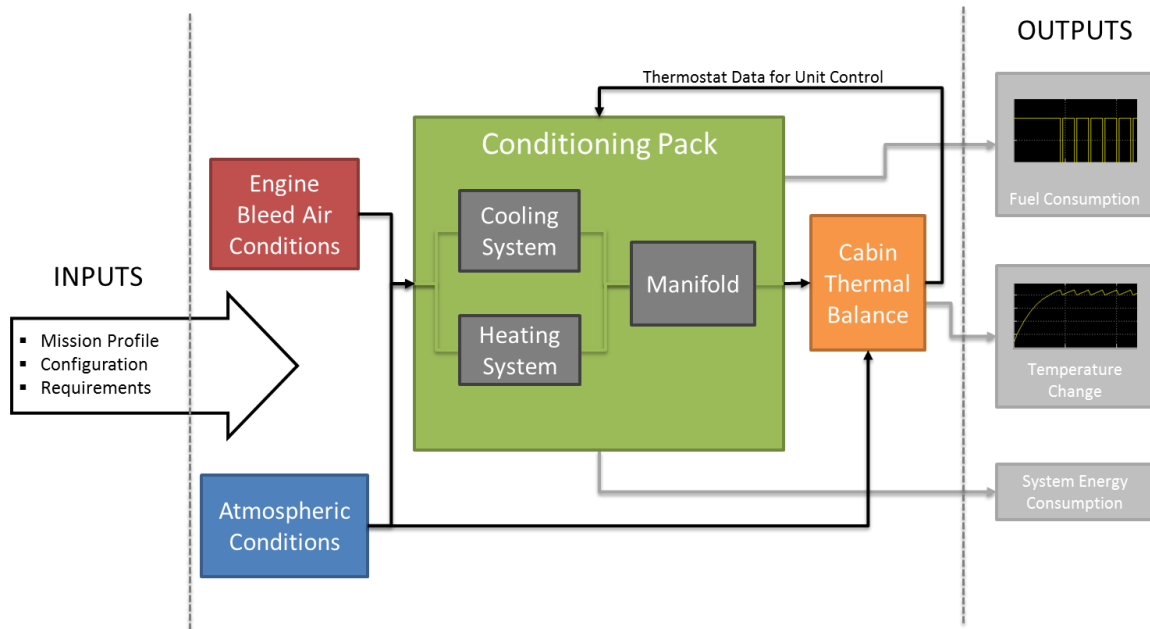 OUTPUTS
Thermostat Data for Unit Control
Conditioning Pack
Engine
Bleed Air
Conditions
Cooling
System
Fuel Consumption
INPUTS
Manifold
Cabin
Thermal
Balance
▪ Mission Profile
▪ Configuration
▪ Requirements
Heating
System
Temperature
Change
Atmospheric
Conditions
System Energy
Consumption